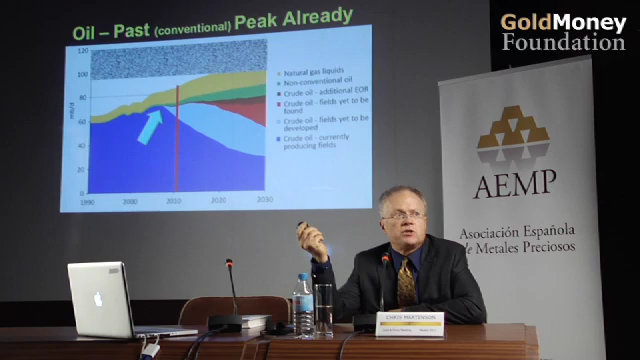 Oil – Past (conventional) Peak Already
GoldMoney
Foundation
120
100
80
60
40
20
0
mb/d
1990
2000
2010
2020
2030
Natural gas liquids
Non-conventional oil
Crude oil - additional EOR
Crude oil - fields yet to be
found
Crude oil - fields yet to be
developed
Crude oil - currently
producing fields
AEMP
Asociación Española
de Metales Preciosos
CHRIS MARTENSON